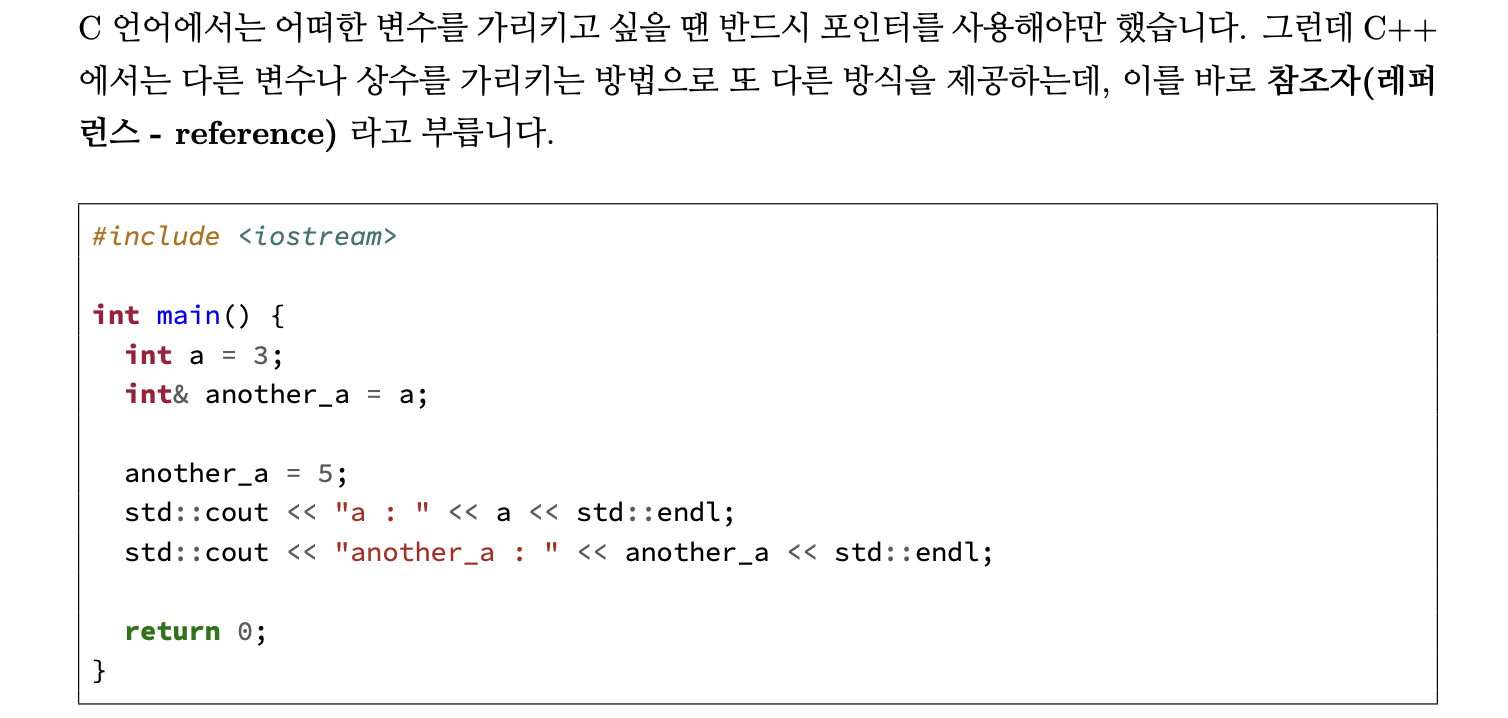 C 언어에서는 어떠한 변수를 가리키고 싶을 땐 반드시 포인터를 사용해야만 했습니다. 그런데 C++
에서는 다른 변수나 상수를 가리키는 방법으로 또 다른 방식을 제공하는데, 이를 바로 참조자(레퍼
런스 - reference) 라고 부릅니다.
#include <iostream>
int main() {
  int a = 3;
  int& another_a = a;
  another_a = 5;
  std::cout << "a : " << a << std::endl;
  std::cout << "another_a : " << another_a << std::endl;
  return 0;
}